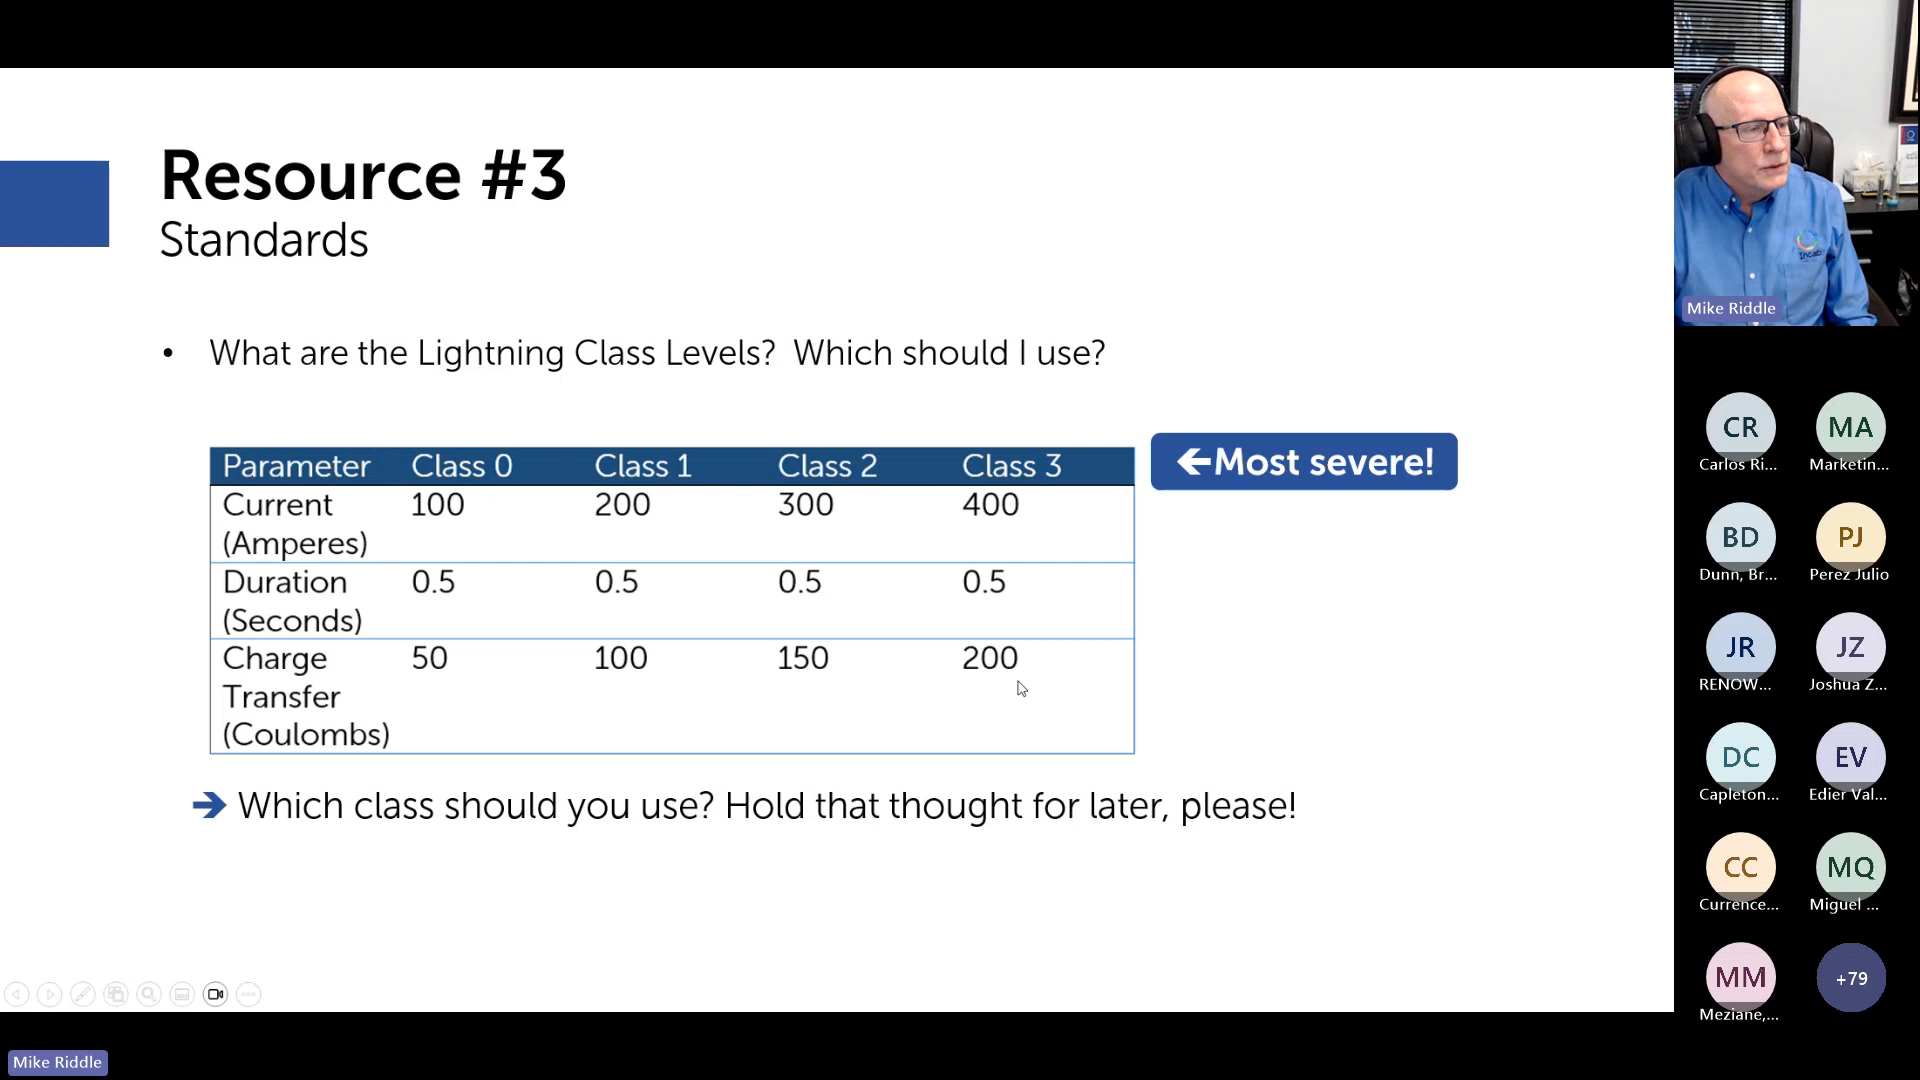 Resource #3
Standards
• What are the Lightning Class Levels? Which should I use?
Parameter Class 0 Class 1 Class 2 Class 3
Current 100 200 300 400
(Amperes)
Duration 0.5 0.5 0.5 0.5
(Seconds)
Charge 50 100 150 200
Transfer
(Coulombs)
←Most severe!
→ Which class should you use? Hold that thought for later, please!
Mike Riddle
Incab
Mike Riddle
CR MA
Carlos Ri... Marketin...
BD PJ
Dunn, Br... Perez Julio
JR JZ
RENOW... Joshua Z...
DC EV
Capleton... Edier Val...
CC MQ
Currence... Miguel ...
MM +79
Meziane,...